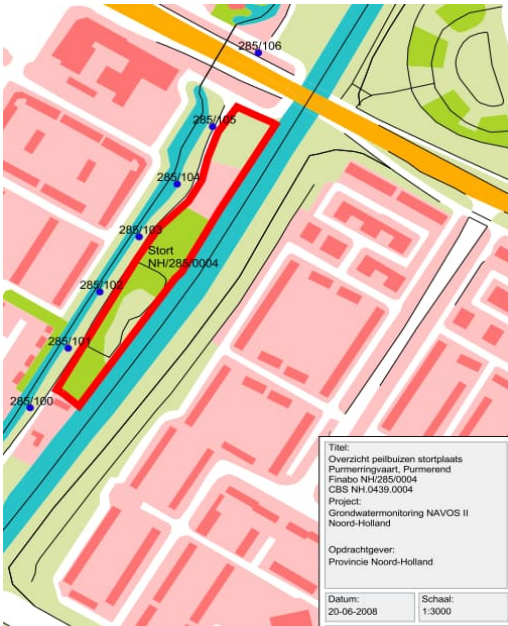 285/106
285/105
285/104
285/103
Stort
NH/285/0004
285/102
285/101
285/100
Titel:
Overzicht peilbuizen stortplaats
Purmerringvaart, Purmerend
Finabo NH/285/0004
CBS NH.0439.0004
Project:
Grondwatermonitoring NAVOS II
Noord-Holland
Opdrachtgever:
Provincie Noord-Holland
Datum:
20-06-2008
Schaal:
1:3000